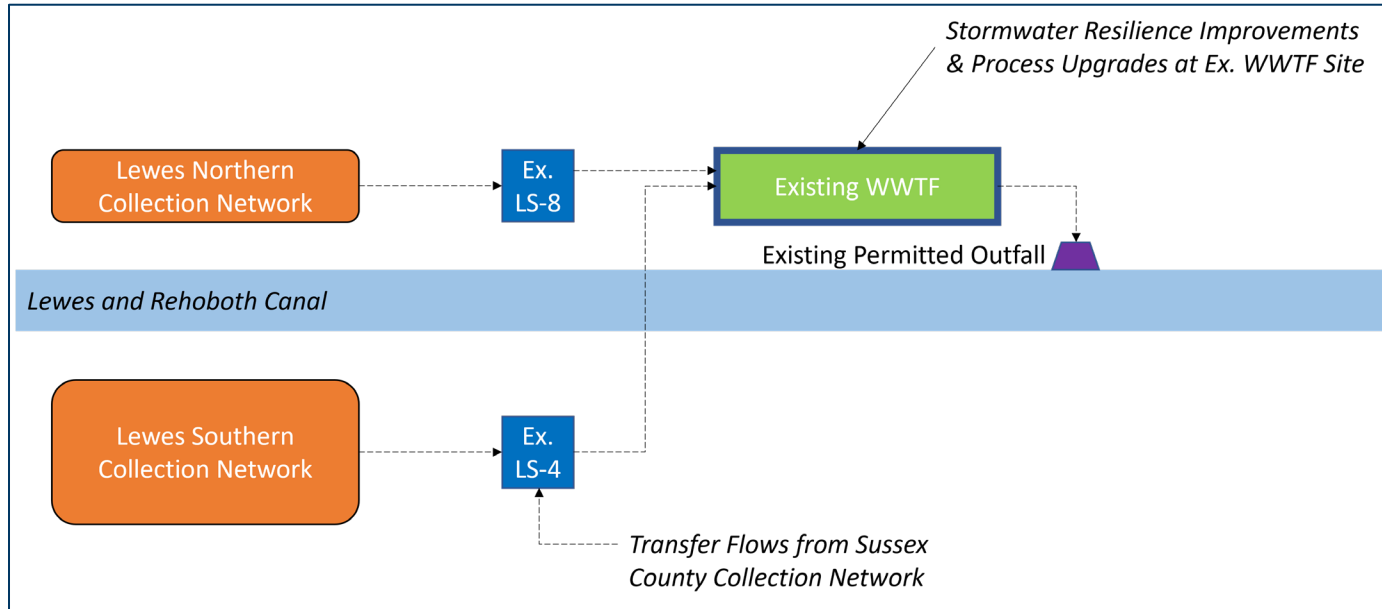 Stormwater Resilience Improvements
& Process Upgrades at Ex. WWTF Site
Lewes Northern
Collection Network
Ex.
LS-8
Existing WWTF
Existing Permitted Outfall
Lewes and Rehoboth Canal
Lewes Southern
Collection Network
Ex.
LS-4
Transfer Flows from Sussex
County Collection Network